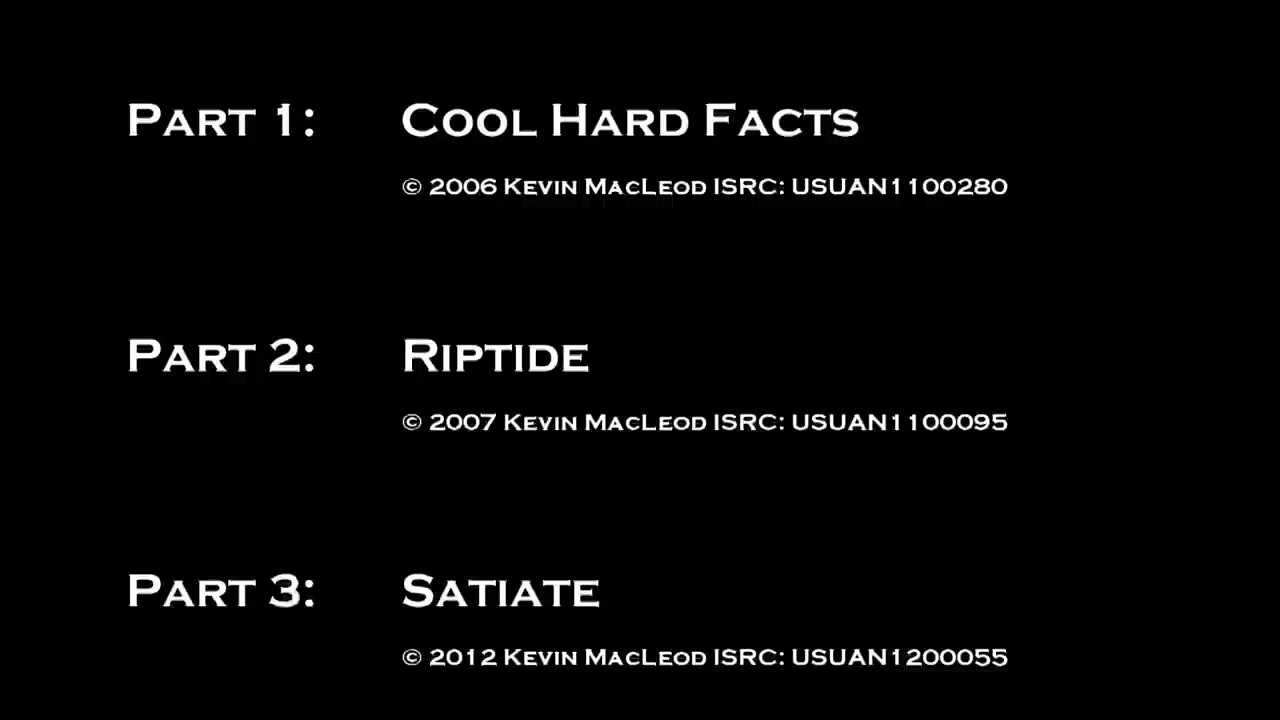 Part 1: Cool Hard Facts
© 2006 Kevin MacLeod ISRC: USUAN1100280
Part 2: Riptide
© 2007 Kevin MacLeod ISRC: USUAN1100095
Part 3: Satiate
© 2012 Kevin MacLeod ISRC: USUAN1200055